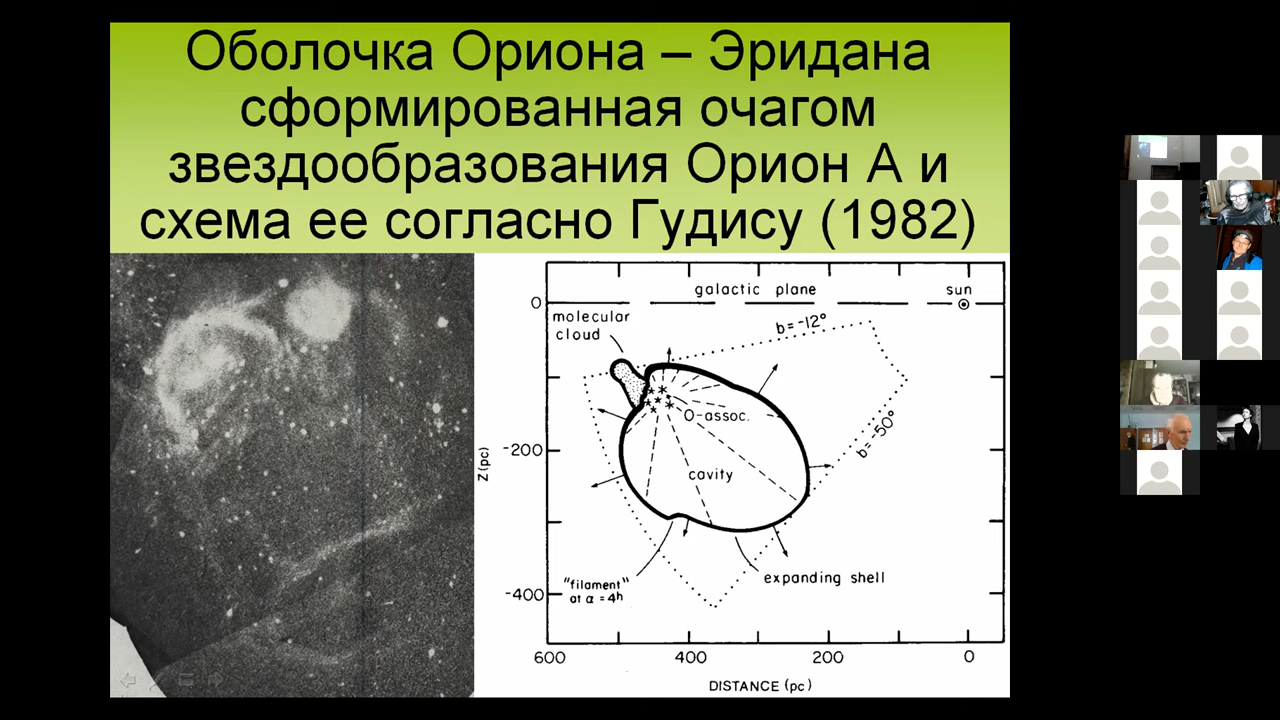 Оболочка Ориона – Эридана
сформированная очагом
звездообразования Орион А и
схема ее согласно Гудису (1982)
galactic plane
sun
0
molecular
cloud
b=-12°
O-assoc.
b=-50°
-200
Z(pc)
cavity
"filament"
at α = 4h
expanding shell
-400
600
400
200
0
DISTANCE (pc)